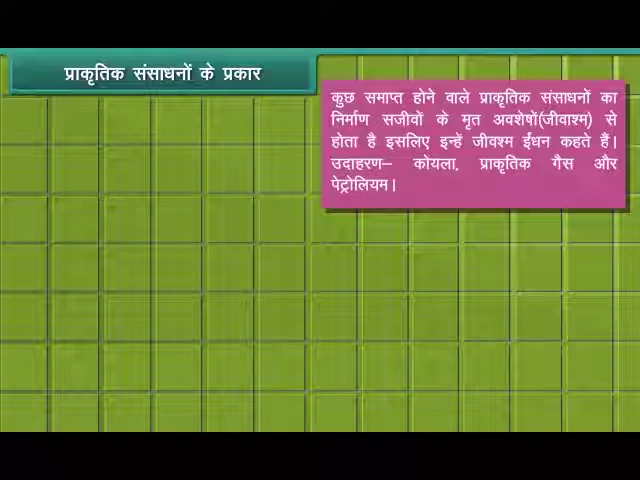 प्राकृतिक संसाधनों के प्रकार
कुछ समाप्त होने वाले प्राकृतिक संसाधनों का
निर्माण सजीवों के मृत अवशेषों(जीवाश्म) से
होता है इसलिए इन्हें जीवश्म ईंधन कहते हैं।
उदाहरण– कोयला, प्राकृतिक गैस और
पेट्रोलियम।